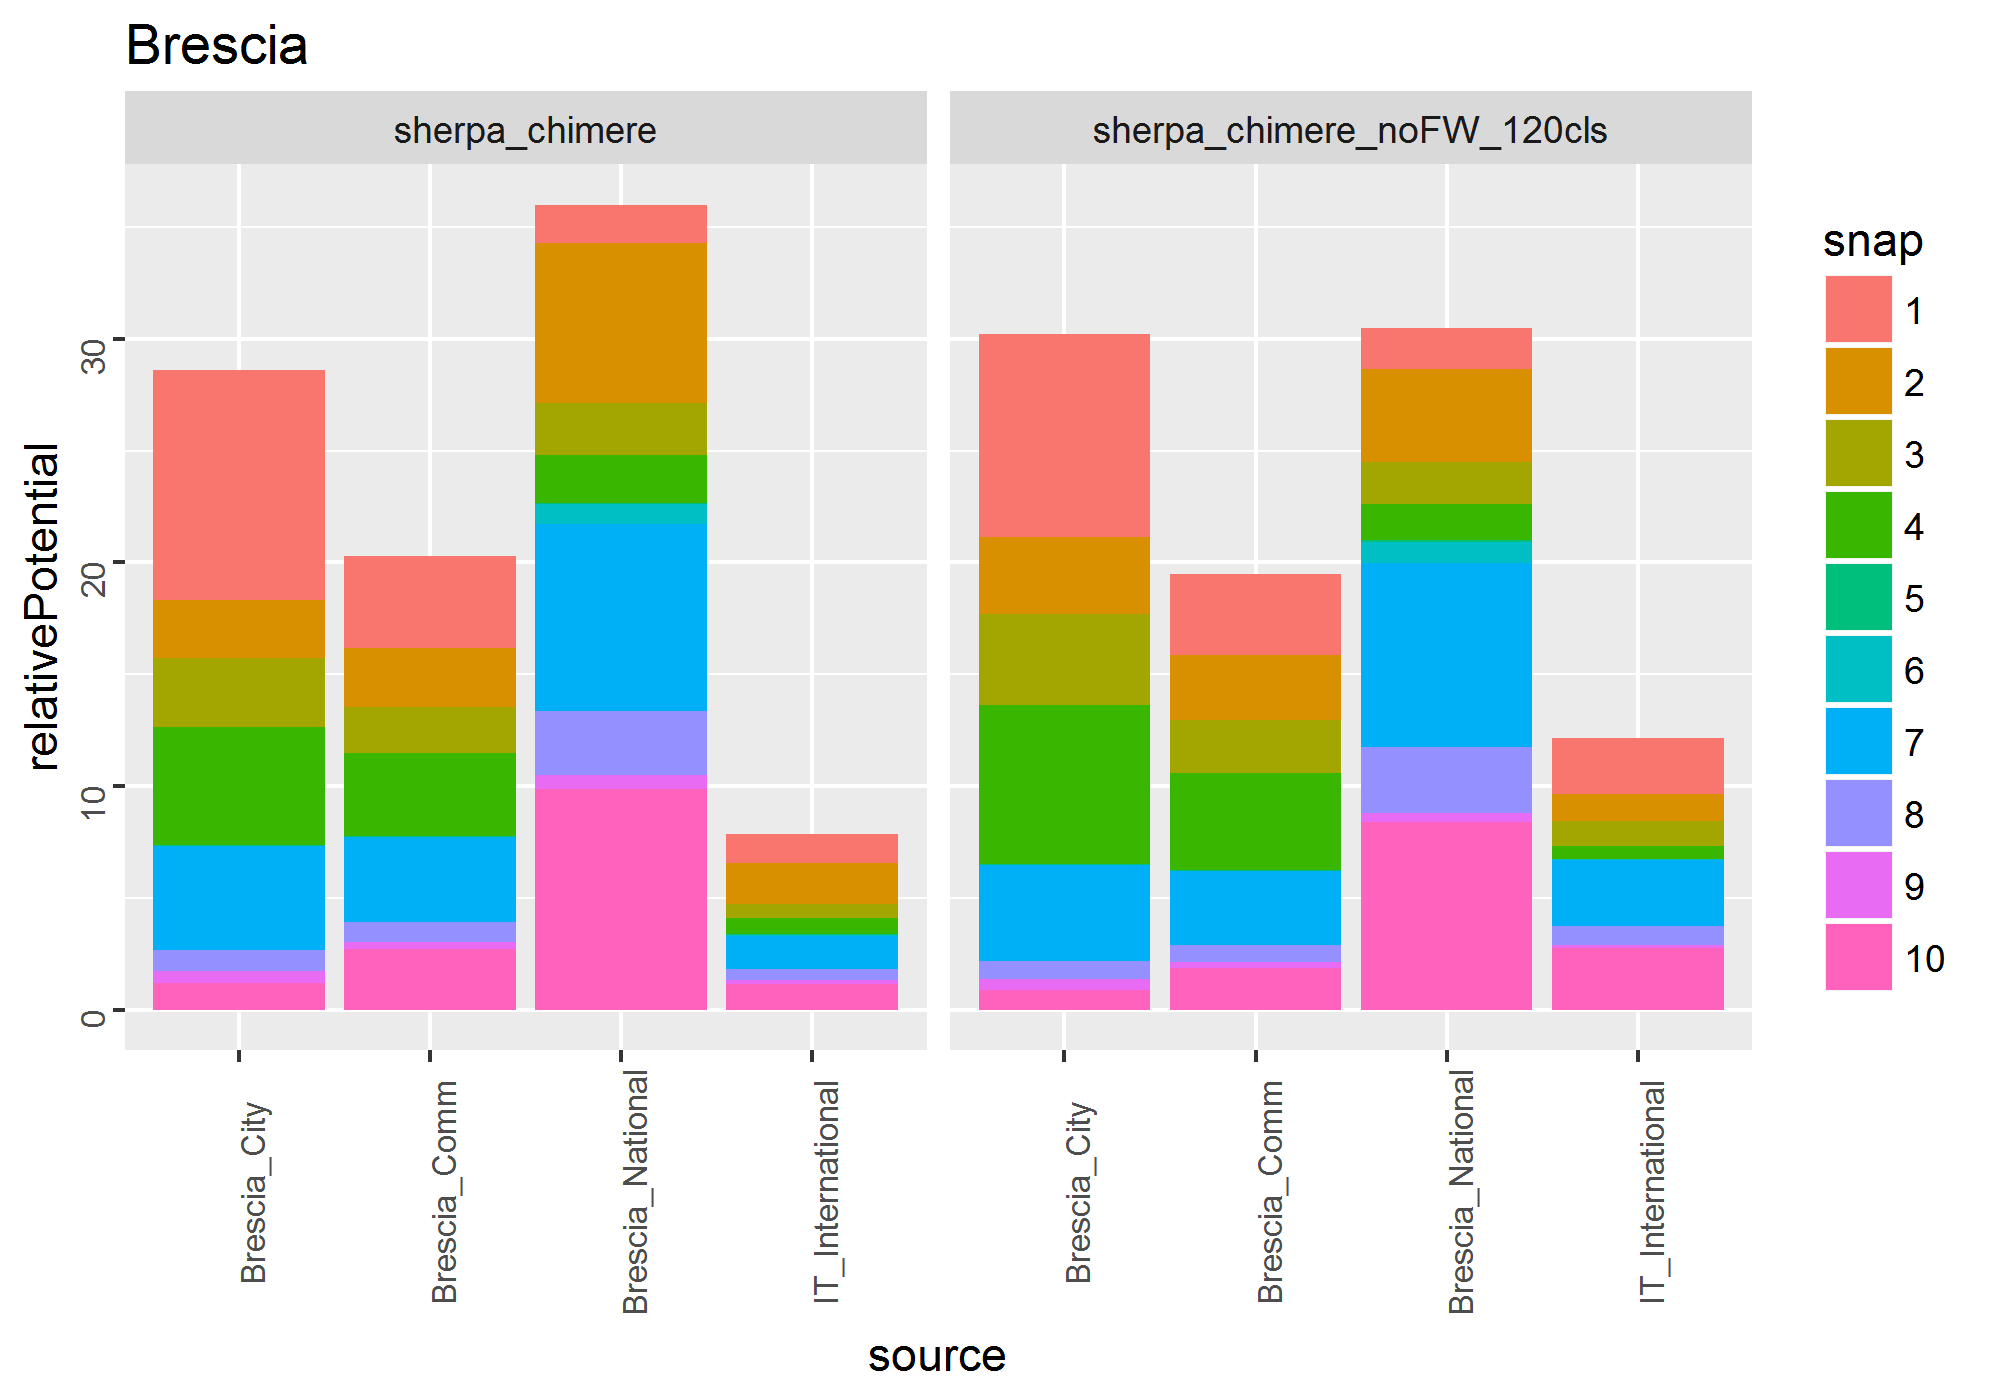 Brescia
sherpa_chimere
sherpa_chimere_noFW_120cls
relativePotential
30
20
10
0
Brescia_City
Brescia_Comm
Brescia_National
IT_International
Brescia_City
Brescia_Comm
Brescia_National
IT_International
source
snap
1
2
3
4
5
6
7
8
9
10